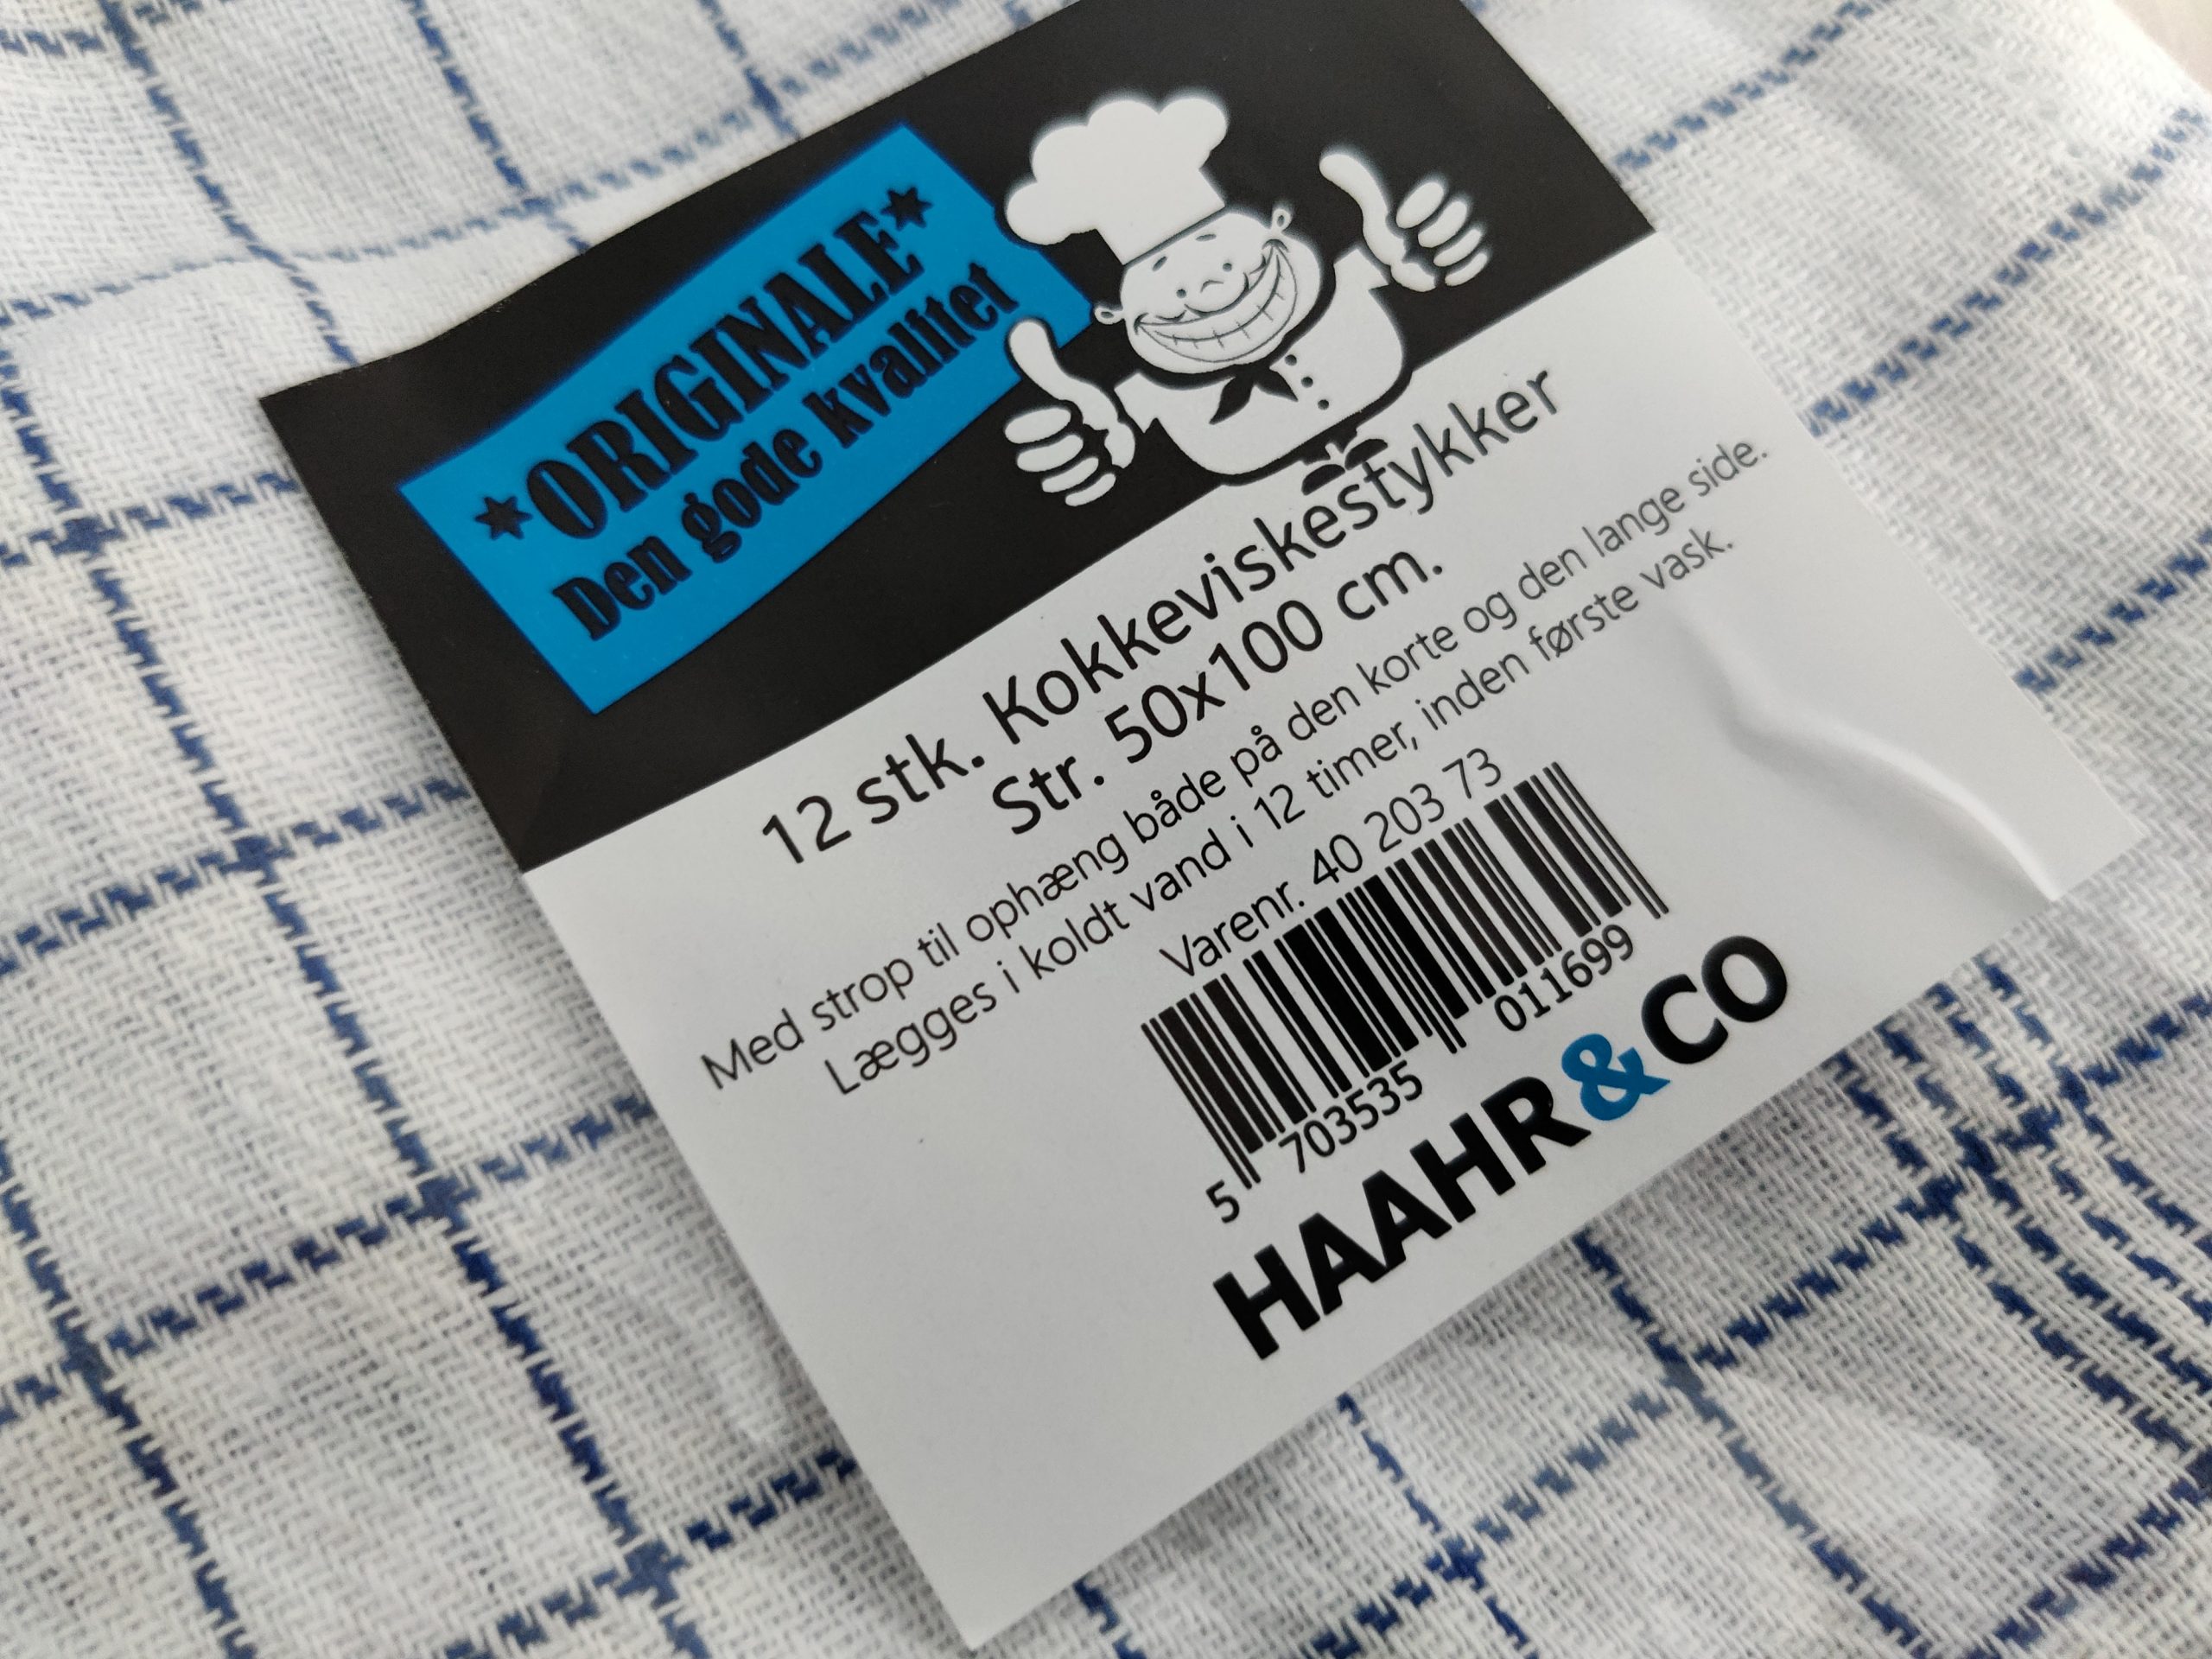 *ORIGINALE*
Den gode kvalitet
12 stk. Kokkeviskestykker
Str. 50x100 cm.
Med strop til ophæng både på den korte og den lange side.
Lægges i koldt vand i 12 timer, inden første vask.
Varenr. 40 203 73
5 703535 011699
HAAHR&CO